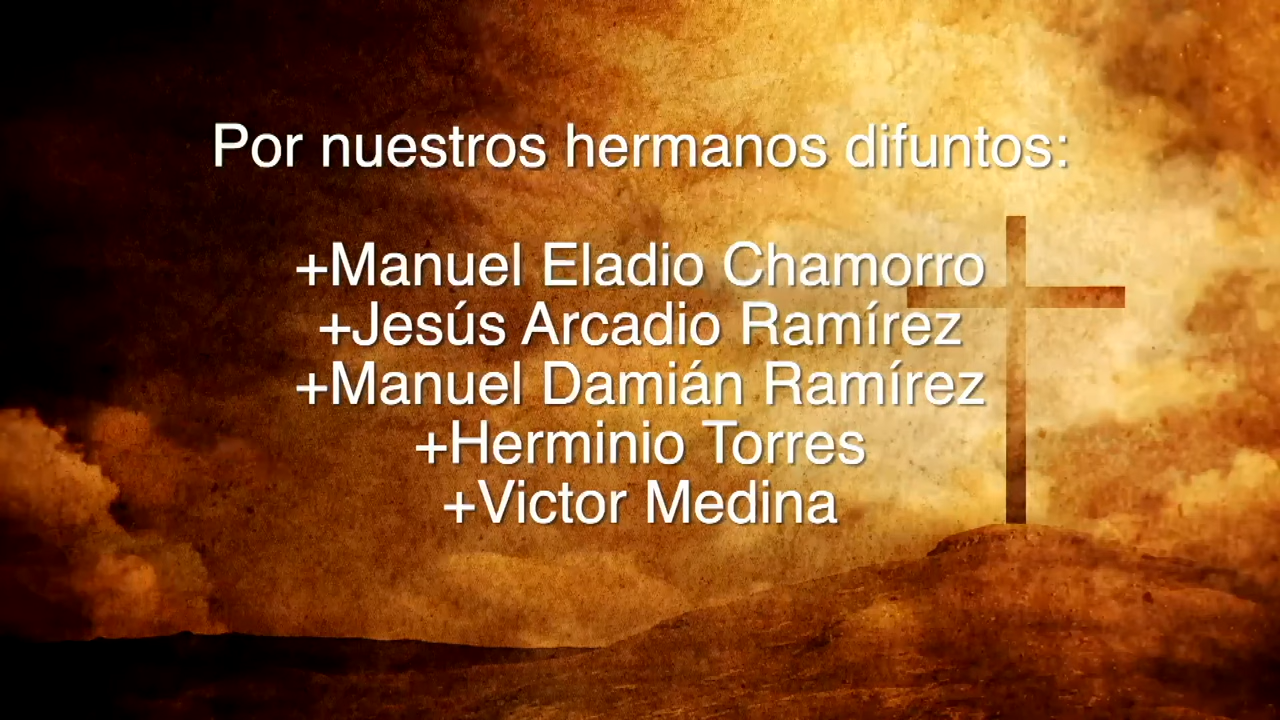 Por nuestros hermanos difuntos:
+Manuel Eladio Chamorro
+Jesús Arcadio Ramírez
+Manuel Damián Ramírez
+Herminio Torres
+Victor Medina